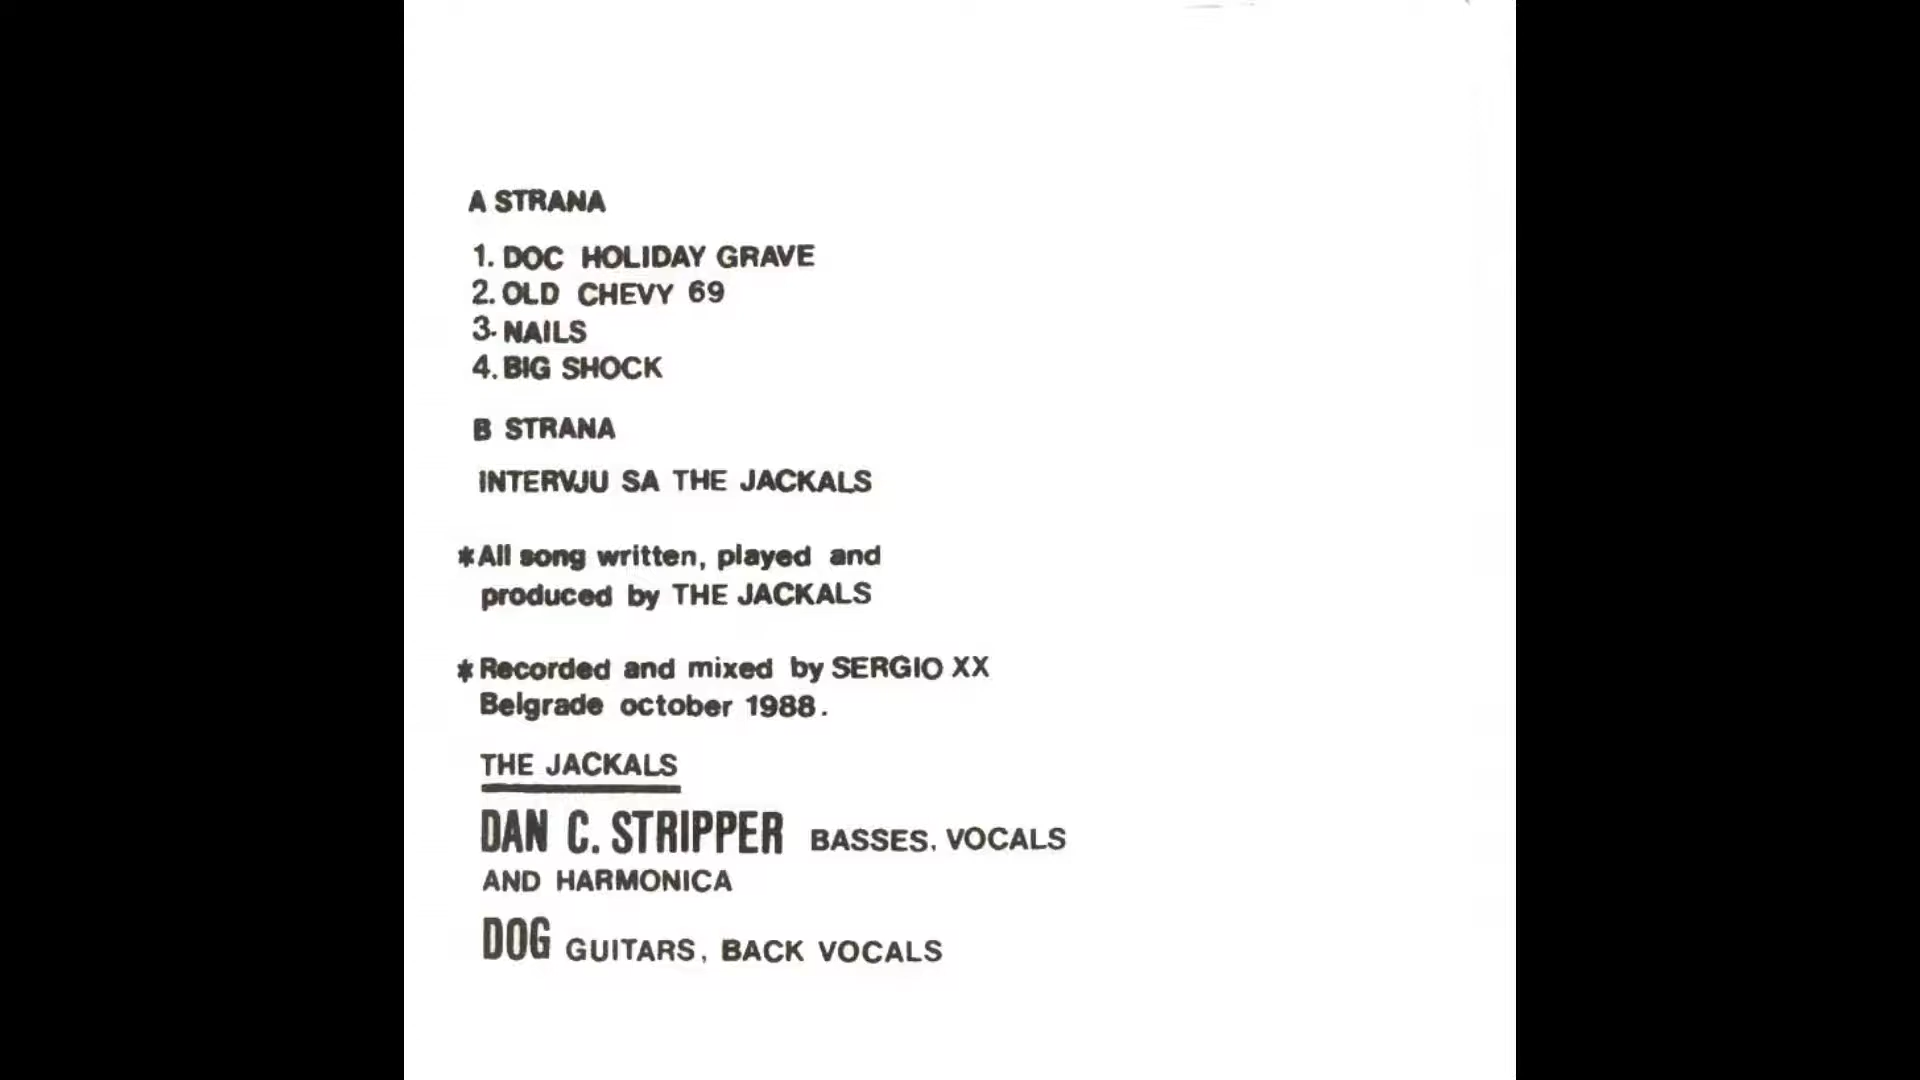 A STRANA
1. DOC HOLIDAY GRAVE
2. OLD CHEVY 69
3. NAILS
4. BIG SHOCK
B STRANA
INTERVJU SA THE JACKALS
*All song written, played and
produced by THE JACKALS
*Recorded and mixed by SERGIO XX
Belgrade october 1988.
THE JACKALS
DAN C. STRIPPER BASSES, VOCALS
AND HARMONICA
DOG GUITARS, BACK VOCALS